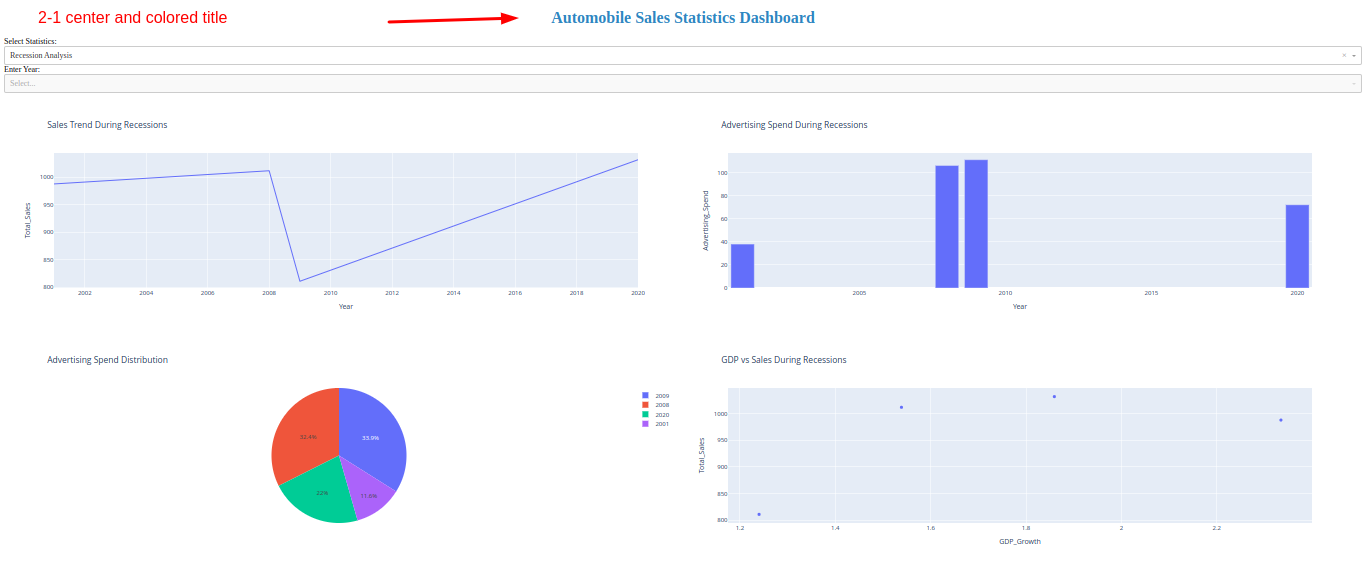 2-1 center and colored title
Automobile Sales Statistics Dashboard
Select Statistics:
Recession Analysis
×
Enter Year:
Select...
Sales Trend During Recessions
1000
950
900
850
800
Total_Sales
2002 2004 2006 2008 2010 2012 2014 2016 2018 2020
Year
Advertising Spend During Recessions
100
80
60
40
20
0
Advertising_Spend
2005 2010 2015 2020
Year
Advertising Spend Distribution
33.9%
32.4%
22%
11.6%
2009
2008
2020
2001
GDP vs Sales During Recessions
1000
950
900
850
800
Total_Sales
1.2 1.4 1.6 1.8 2 2.2
GDP_Growth